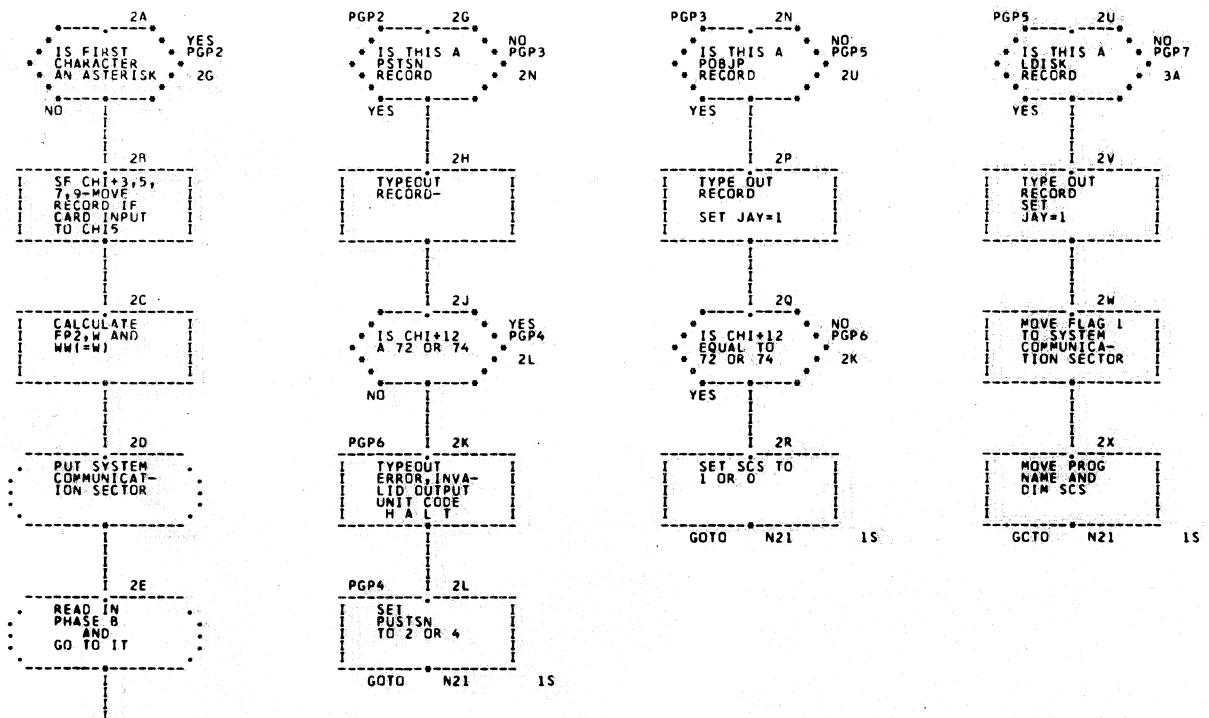 2A
IS FIRST
CHARACTER
AN ASTERISK
YES
PGP2
2G
NO
2B
SF CHI+3,5,
7,9-MOVE
RECORD IF
CARD INPUT
TO CHI5
2C
CALCULATE
FP2,W AND
WW(=W)
2D
PUT SYSTEM
COMMUNICAT-
ION SECTOR
2E
READ IN
PHASE B
AND
GO TO IT
PGP2 2G
IS THIS A
PSTSN
RECORD
NO
PGP3
2N
YES
2H
TYPEOUT
RECORD-
2J
IS CHI+12
A 72 OR 74
YES
PGP4
2L
NO
PGP6 2K
TYPEOUT
ERROR,INVA-
LID OUTPUT
UNIT CODE
H A L T
PGP4 2L
SET
PUSTSN
TO 2 OR 4
GOTO N21 1S
PGP3 2N
IS THIS A
POBJP
RECORD
NO
PGP5
2U
YES
2P
TYPE OUT
RECORD
SET JAY=1
2Q
IS CHI+12
EQUAL TO
72 OR 74
NO
PGP6
2K
YES
2R
SET SCS TO
1 OR 0
GOTO N21 1S
PGP5 2U
IS THIS A
LDISK
RECORD
NO
PGP7
3A
YES
2V
TYPE OUT
RECORD
SET
JAY=1
2W
MOVE FLAG 1
TO SYSTEM
COMMUNICA-
TION SECTOR
2X
MOVE PROG
NAME AND
DIM SCS
GOTO N21 1S